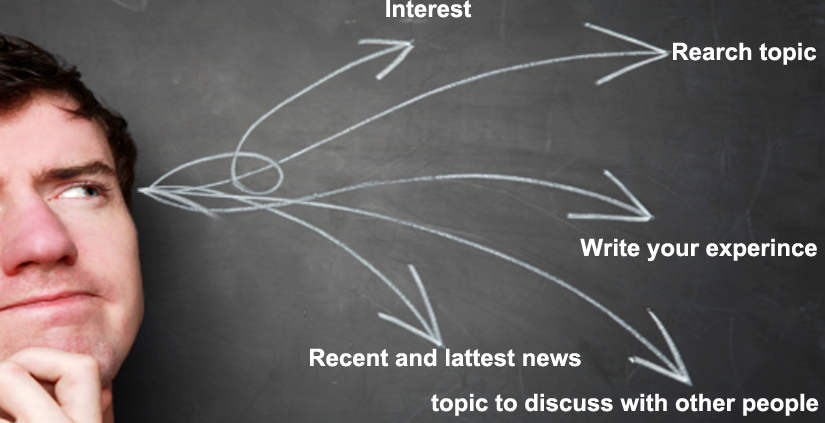 Interest
Rearch topic
Write your experince
Recent and lattest news
topic to discuss with other people